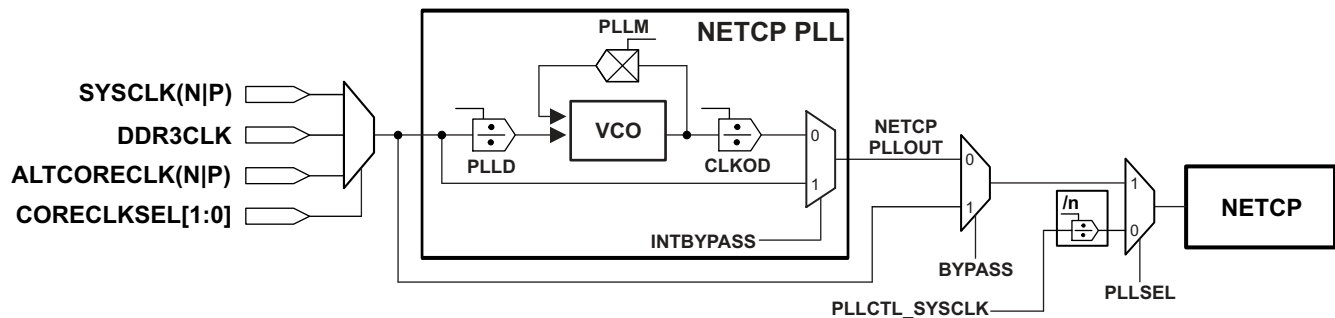 NETCP PLL
PLLM
SYSCLK(N|P)
DDR3CLK
ALTCORECLK(N|P)
CORECLKSEL[1:0]
PLLD
VCO
CLKOD
0
1
INTBYPASS
NETCP
PLLOUT
0
1
BYPASS
/n
1
0
PLLCTL_SYSCLK
PLLSEL
NETCP